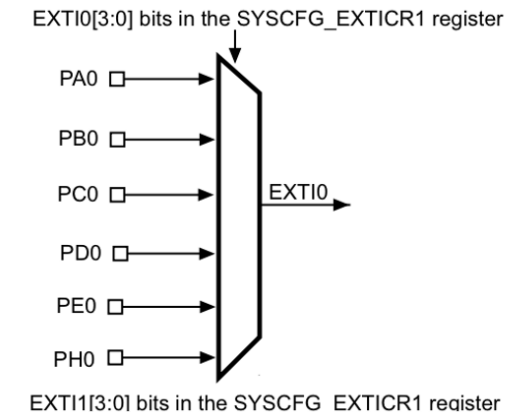 EXTI0[3:0] bits in the SYSCFG_EXTICR1 register
PA0
PB0
PC0
EXTI0
PD0
PE0
PH0
EXTI1[3:0] bits in the SYSCFG_EXTICR1 register